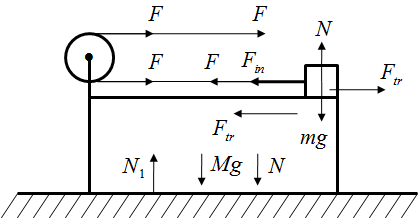 F F
N
F F F_in F_tr
F_tr
mg
N_1 Mg N